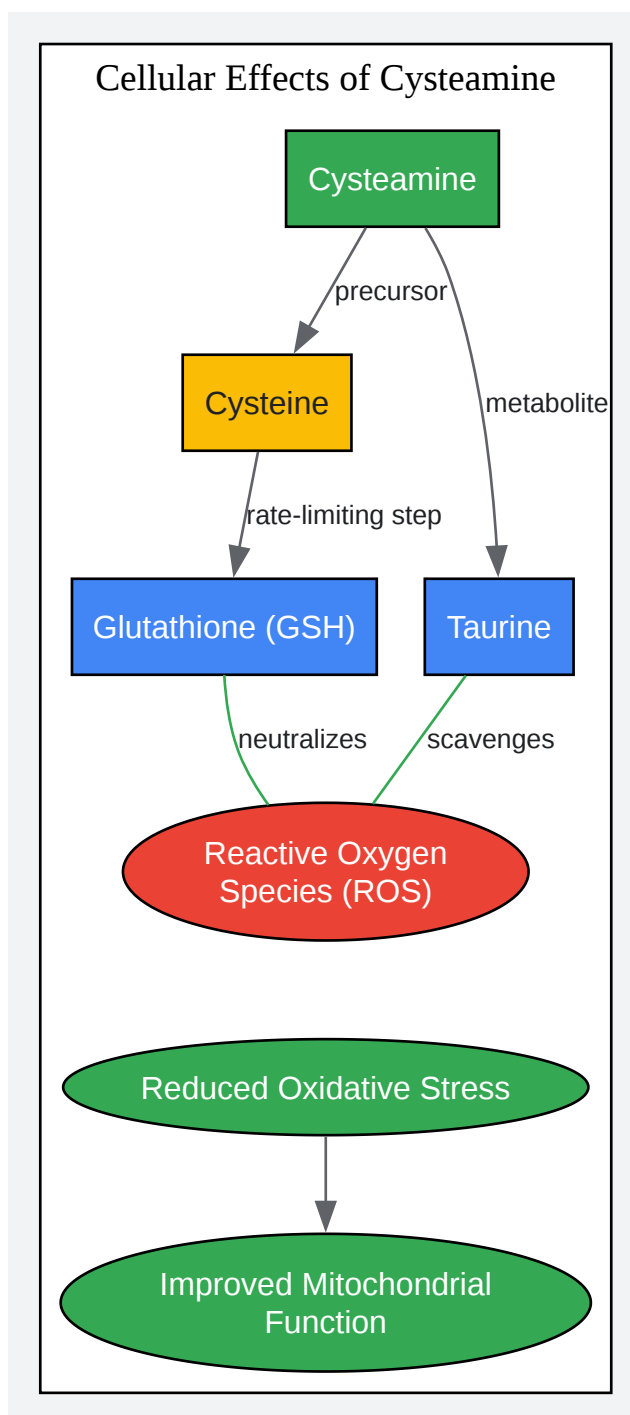 Cellular Effects of Cysteamine
Cysteamine
precursor
Cysteine
metabolite
rate-limiting step
Glutathione (GSH)
Taurine
neutralizes
scavenges
Reactive Oxygen
Species (ROS)
Reduced Oxidative Stress
Improved Mitochondrial
Function